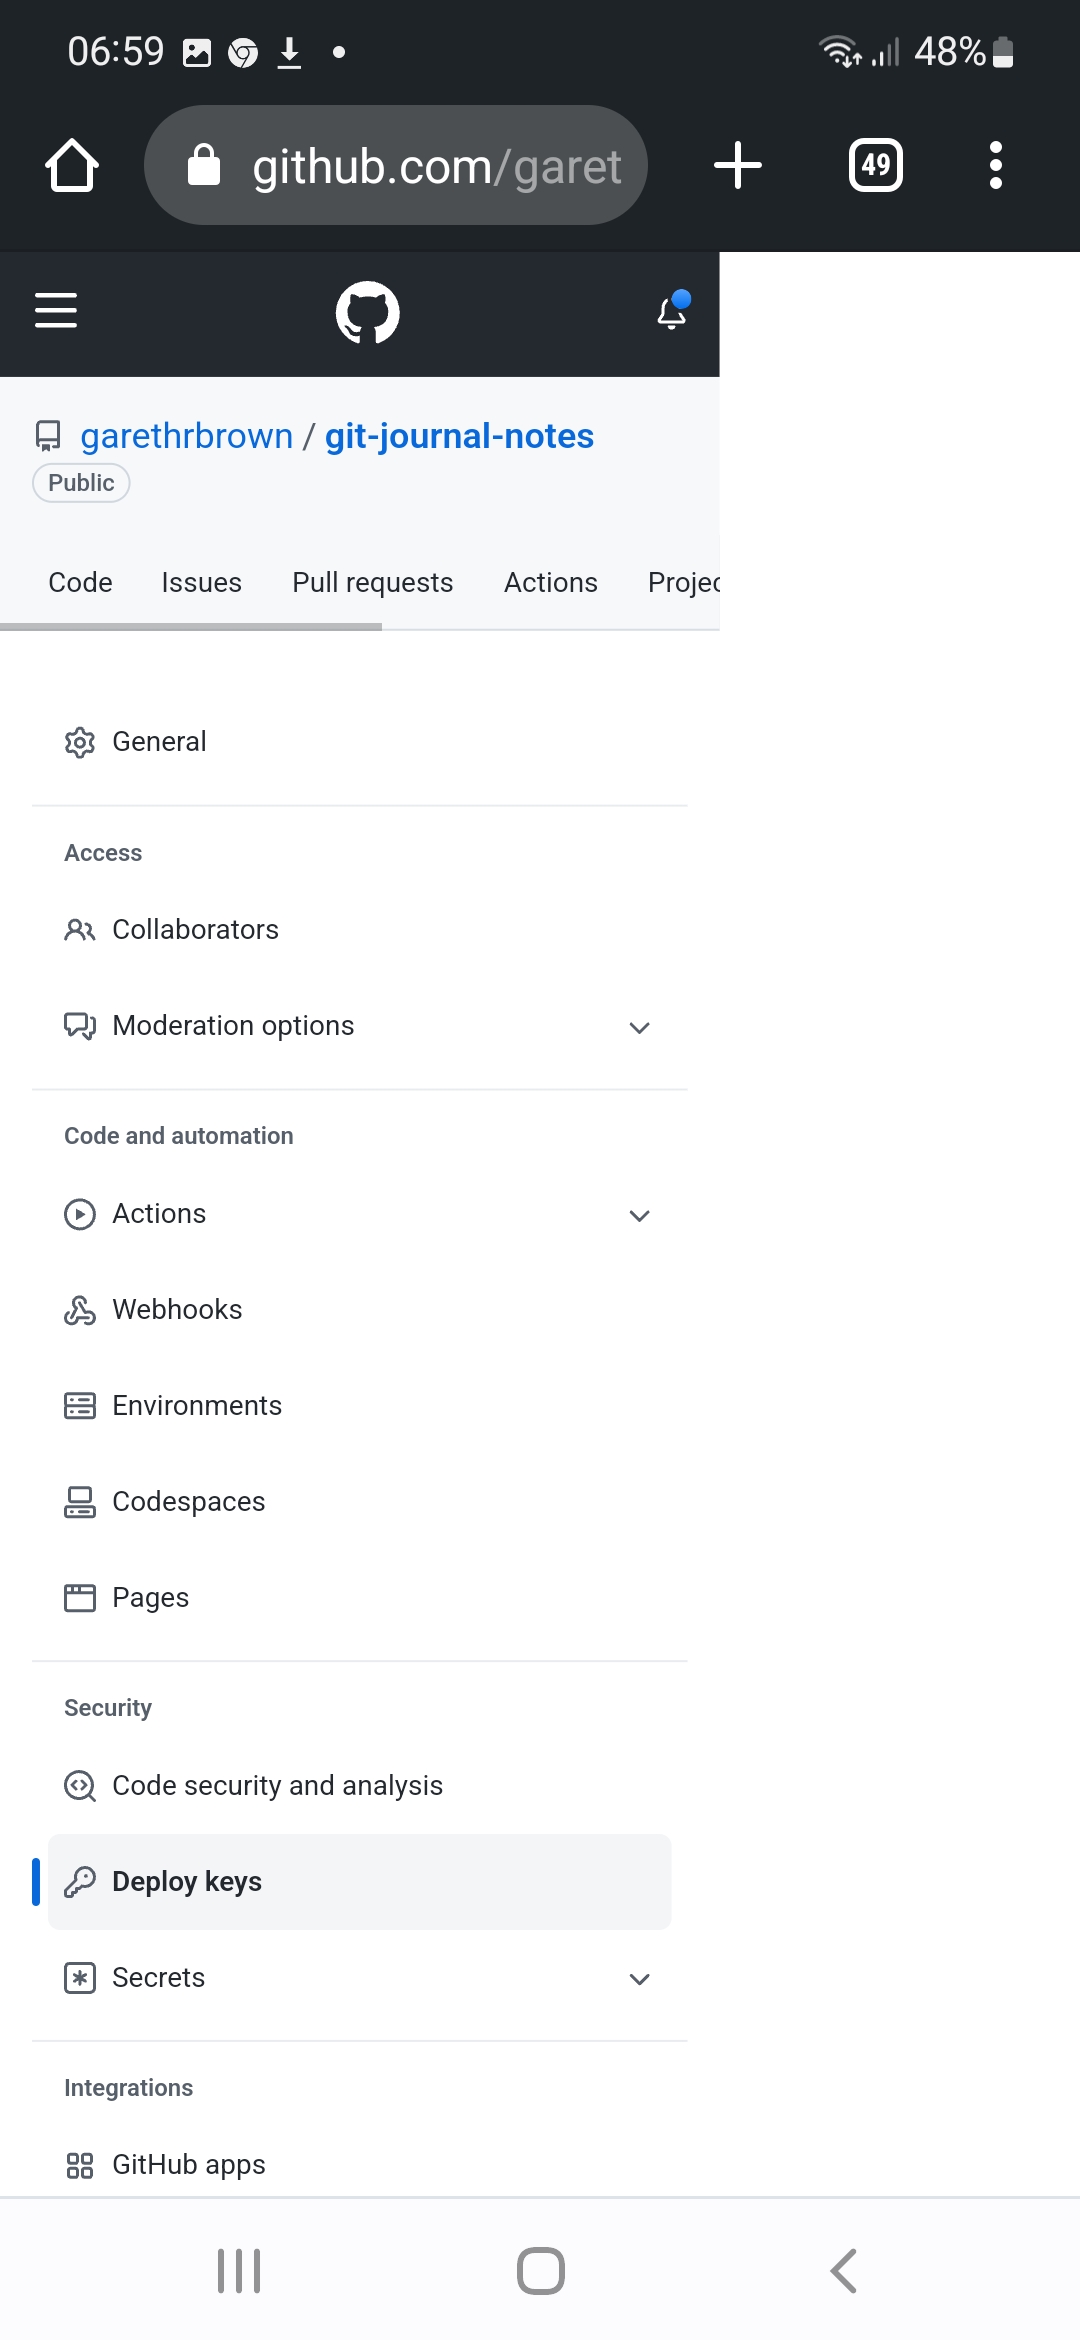 06:59
48%
github.com/garet
49
garethrbrown / git-journal-notes
Public
Code Issues Pull requests Actions Projec
General
Access
Collaborators
Moderation options
Code and automation
Actions
Webhooks
Environments
Codespaces
Pages
Security
Code security and analysis
Deploy keys
Secrets
Integrations
GitHub apps